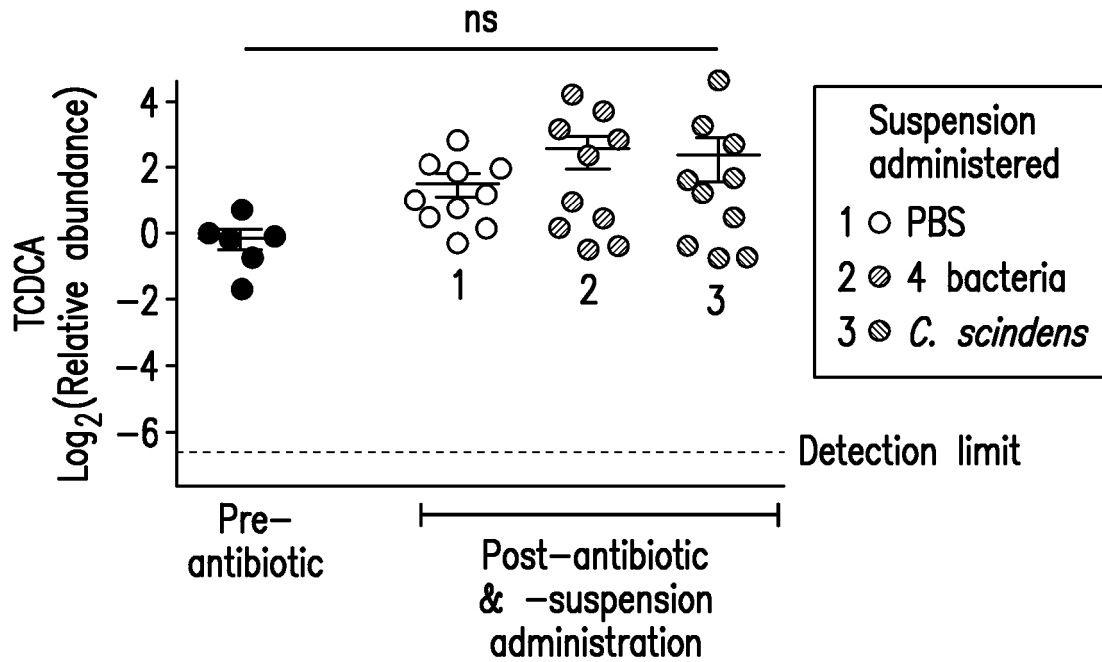 ns
TCDCA
Log2(Relative abundance)
4
2
0
−2
−4
−6
1
2
3
Detection limit
Pre−
antibiotic
Post−antibiotic
& -suspension
administration
Suspension
administered
1 PBS
2 4 bacteria
3 C. scindens